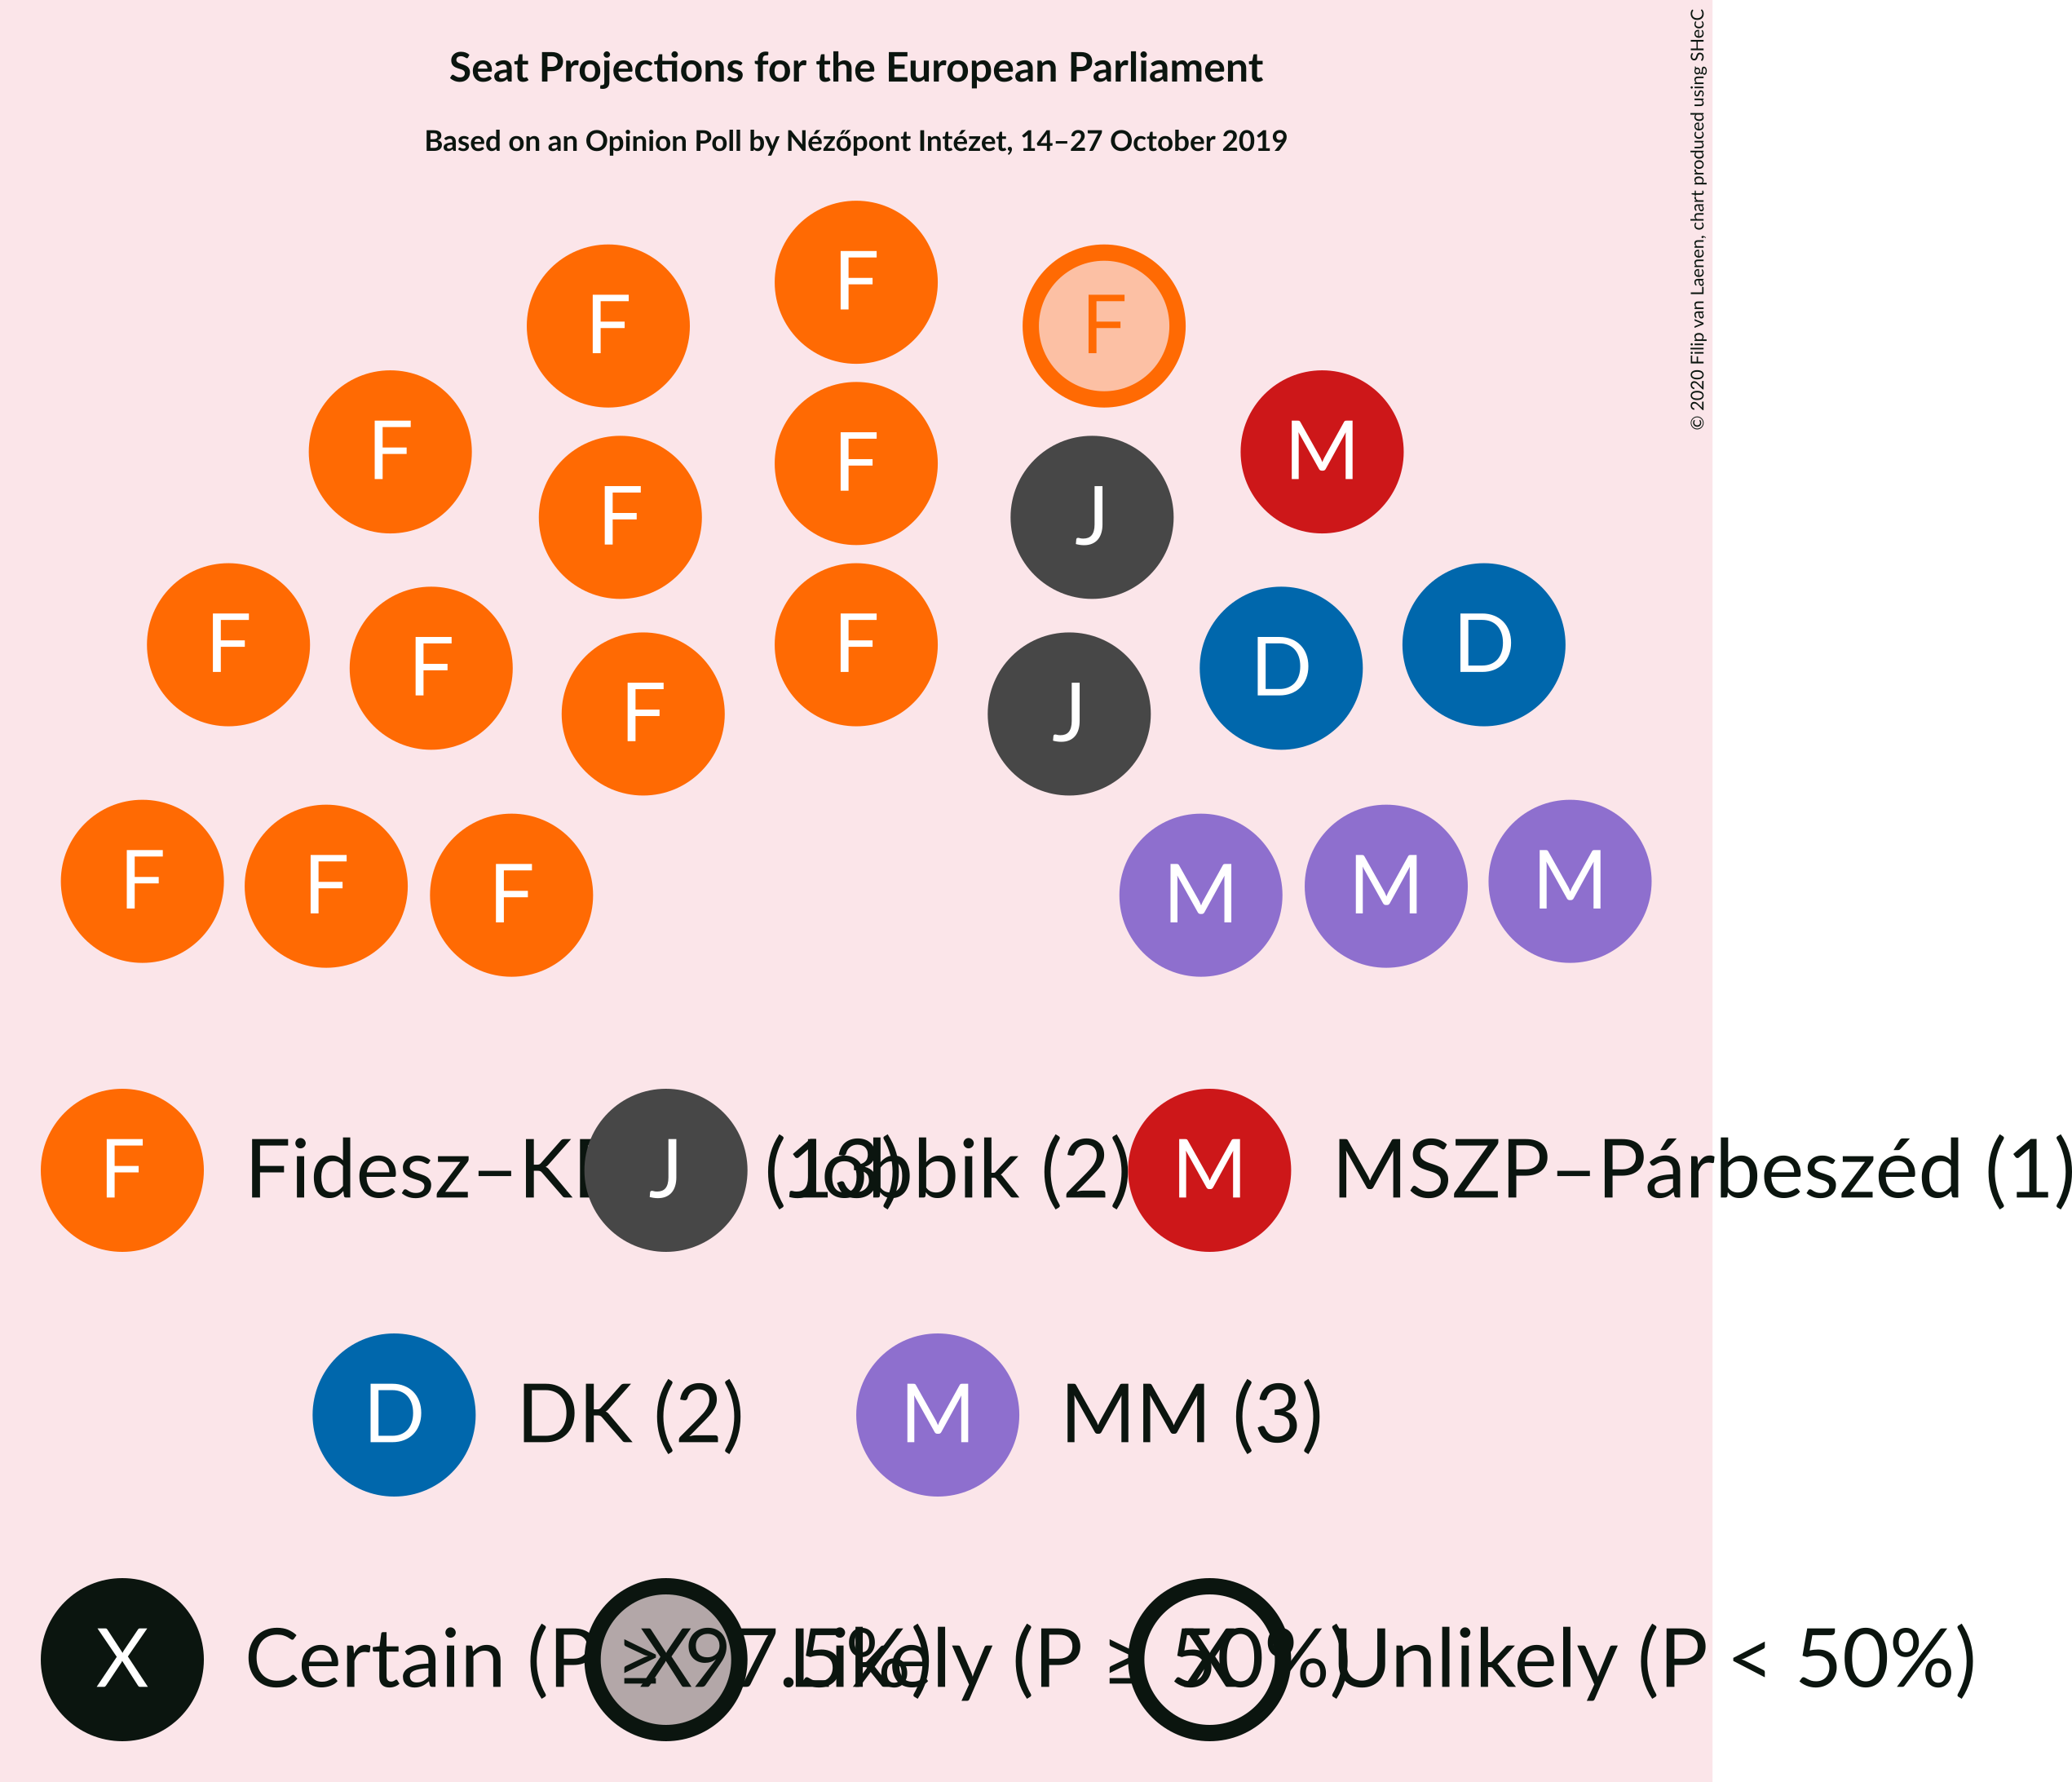 Seat Projections for the European Parliament
Based on an Opinion Poll by Nézőpont Intézet, 14–27 October 2019
© 2020 Filip van Laenen, chart produced using SHecC
F
F
F
F
M
F
F
J
D
F
D
F
F
F
J
F
F
F
M
M
M
F Fidesz–K (13)
J Jobbik (2)
M MSZP–Párbeszéd (1)
D DK (2)
M MM (3)
X Certain (P ≥ 97.5%)
X Likely (P ≥ 50%
X Unlikely (P < 50%)